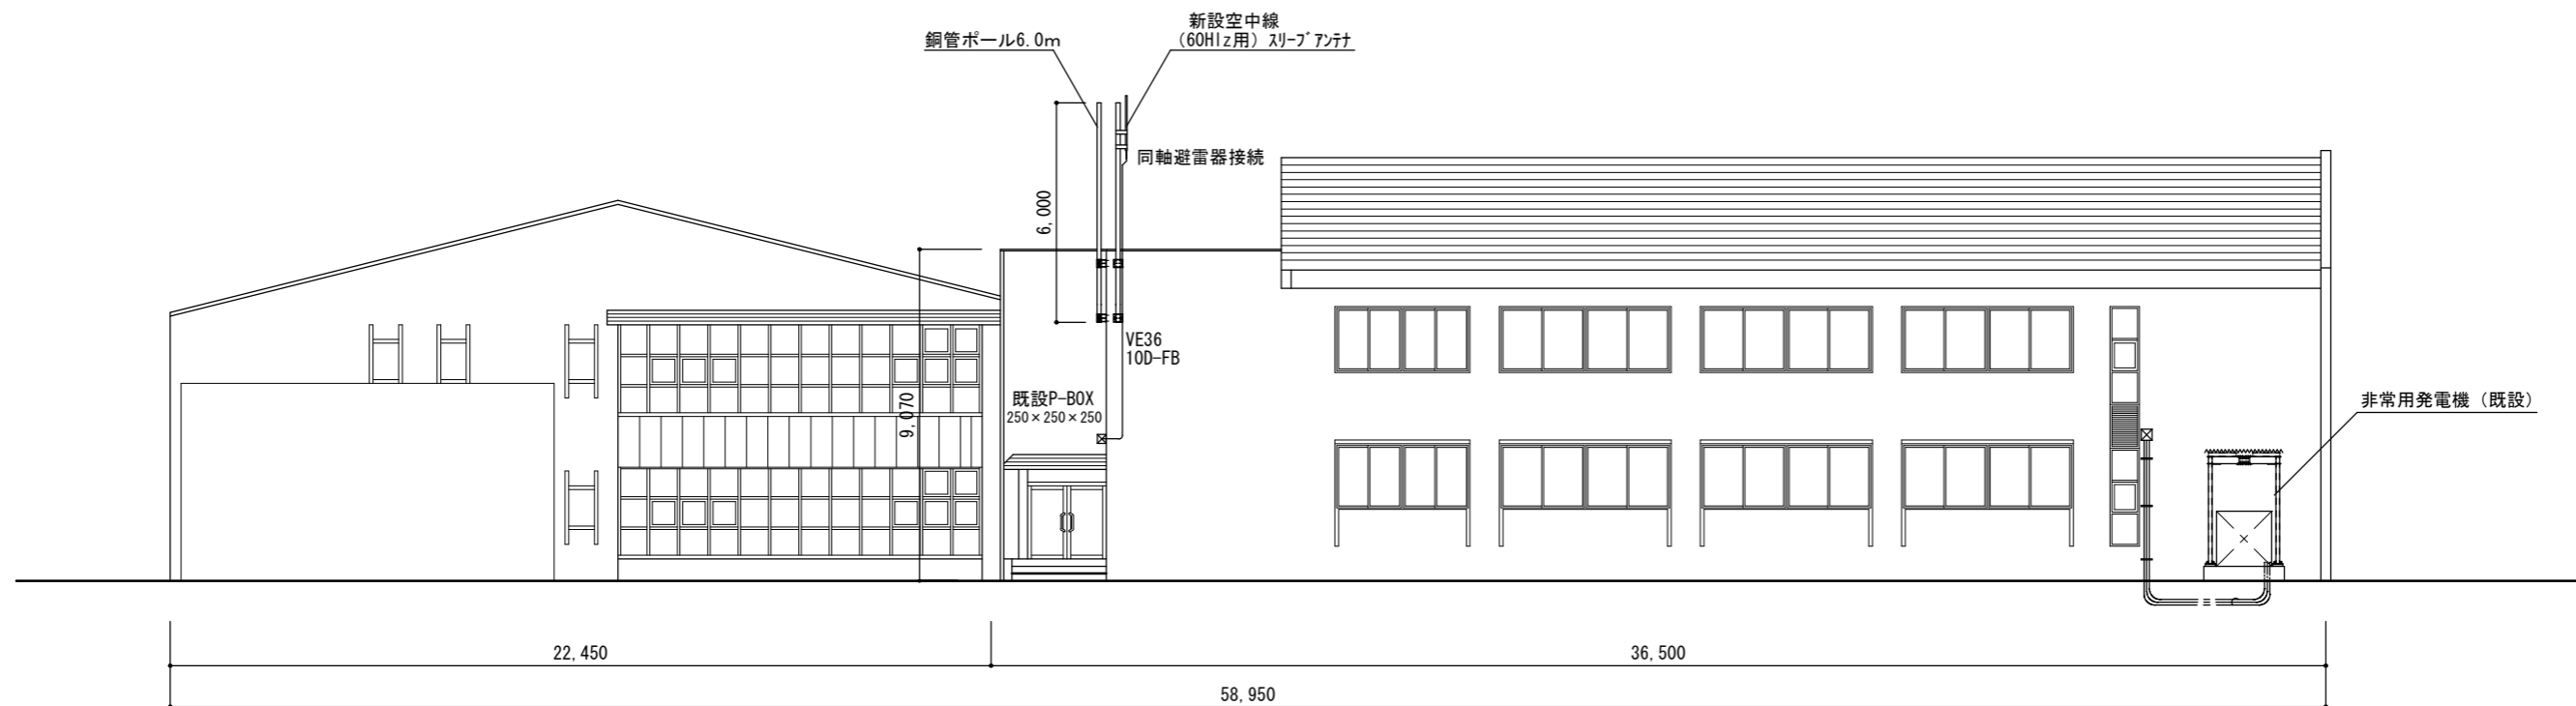 新設空中線
銅管ポール6.0m
（60HIz用）ｽﾘｰﾌﾞｱﾝﾃﾅ
同軸避雷器接続
6,000
VE36
10D-FB
既設P-BOX
250×250×250
9,070
非常用発電機（既設）
22,450
36,500
58,950